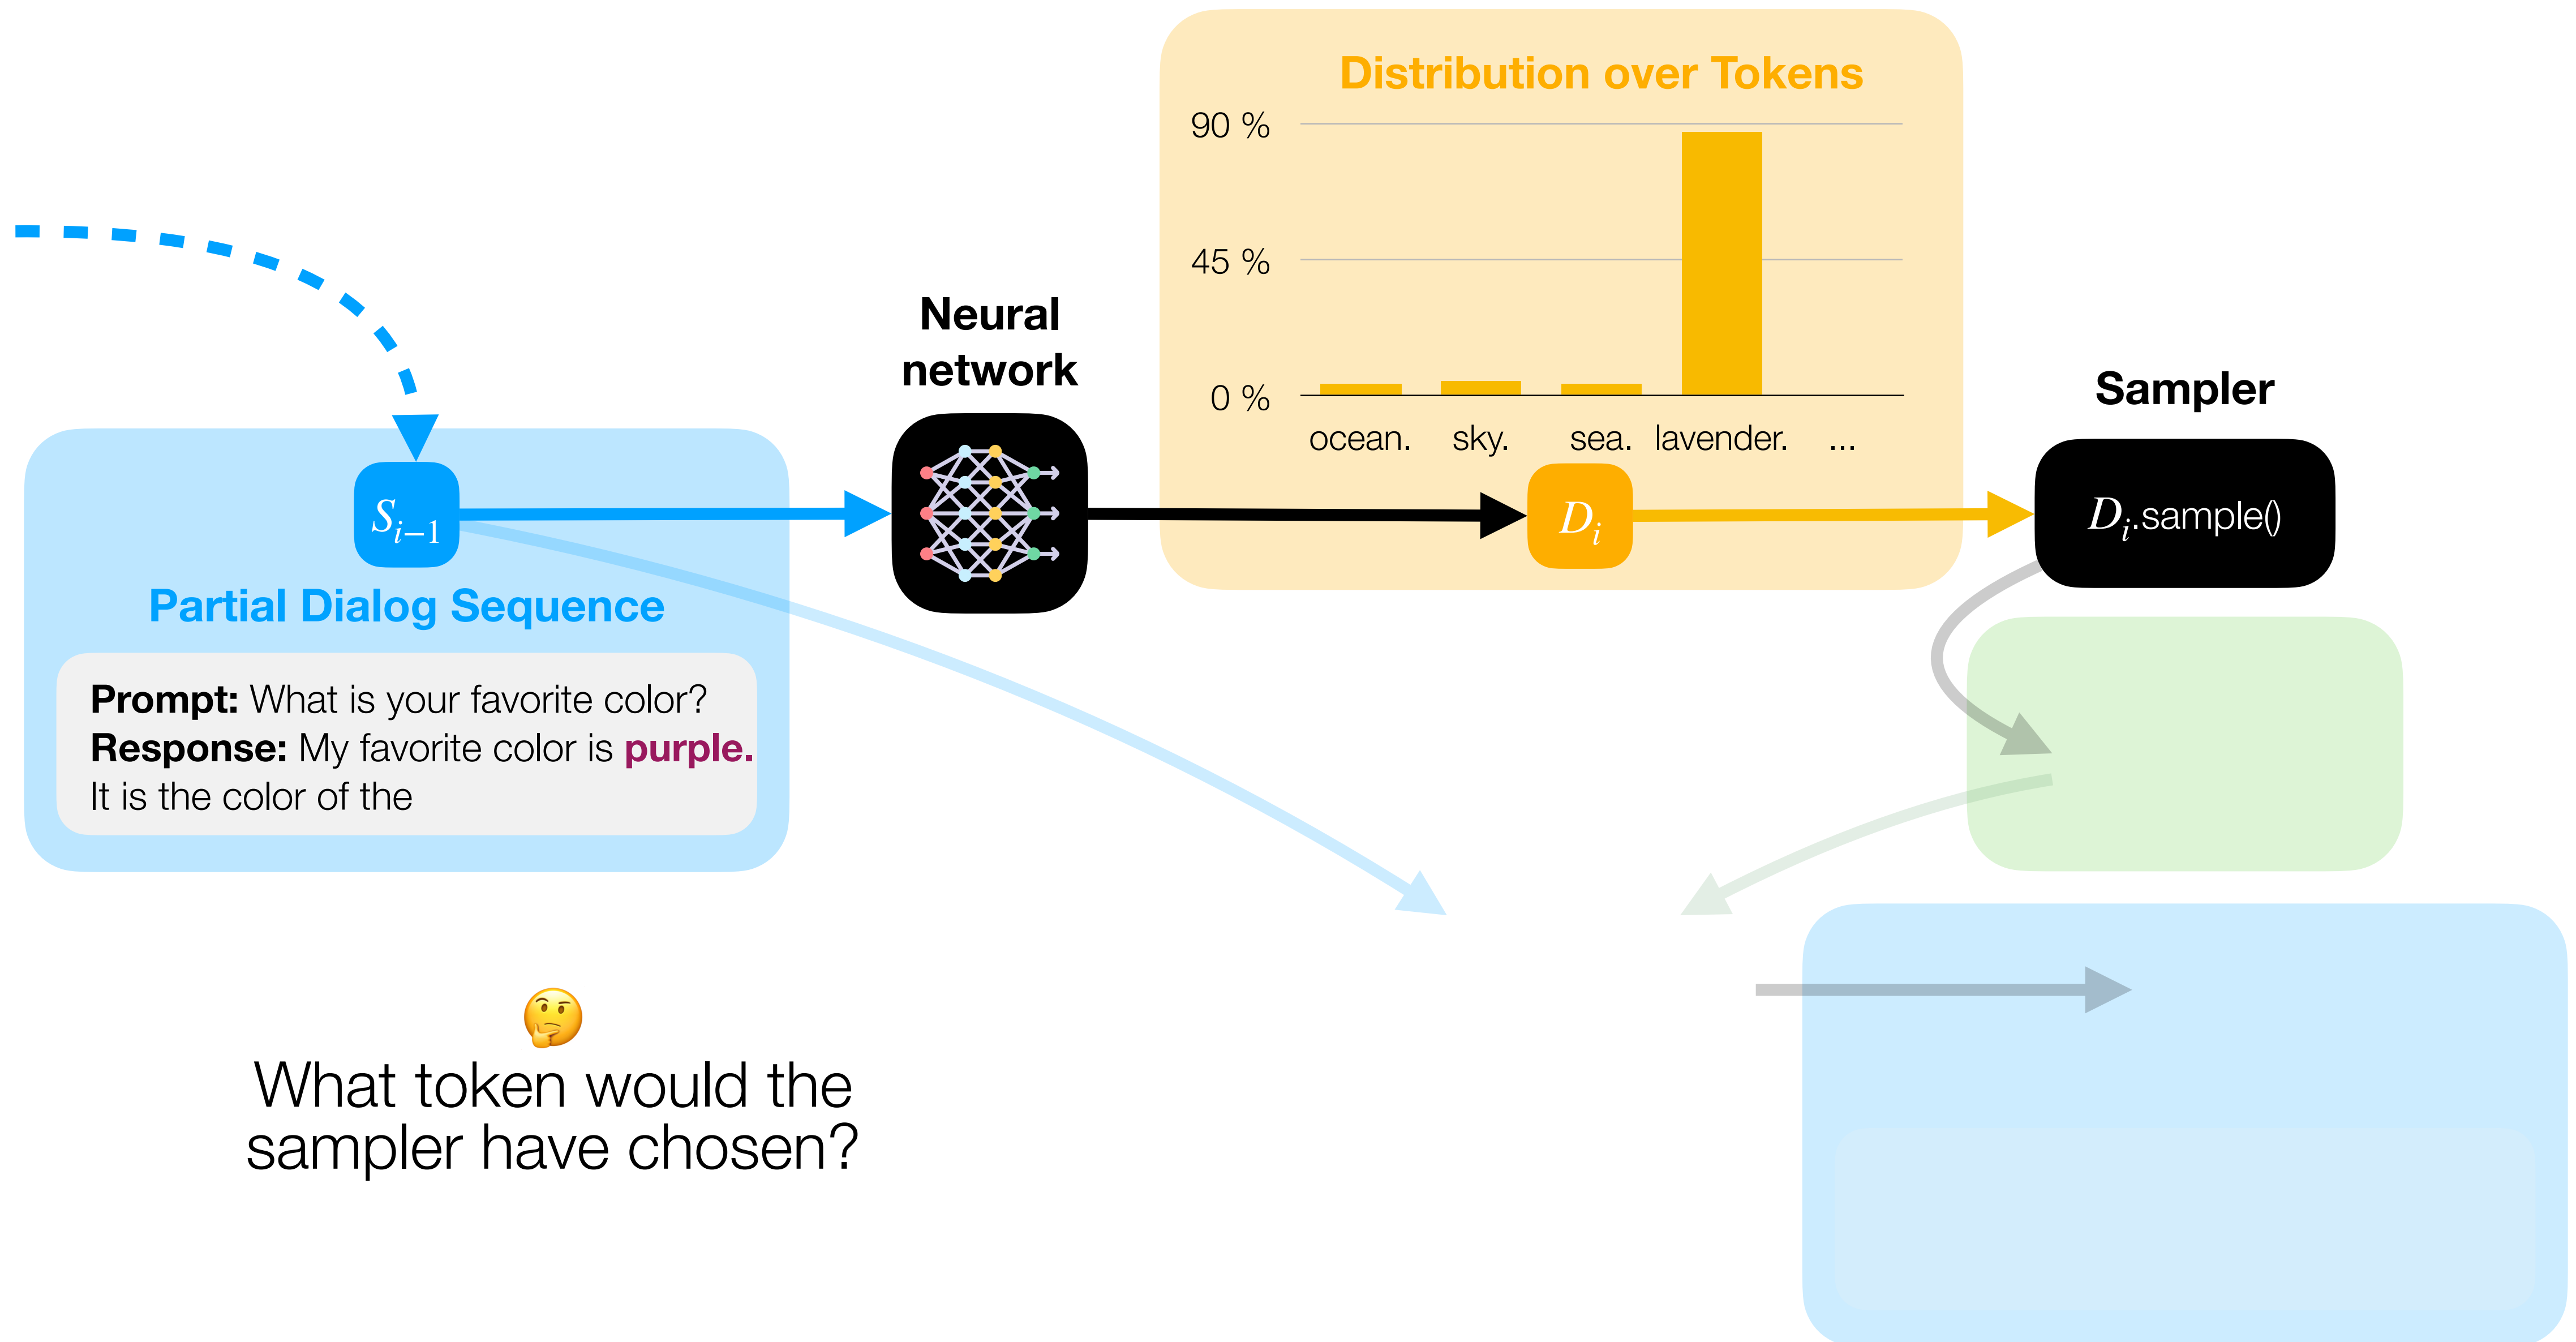 Distribution over Tokens
90 %
45 %
0 %
ocean. sky. sea. lavender. ...
Neural
network
Sampler
S_{i−1}
D_i
D_i.sample()
Partial Dialog Sequence
Prompt: What is your favorite color?
Response: My favorite color is purple.
It is the color of the
What token would the
sampler have chosen?